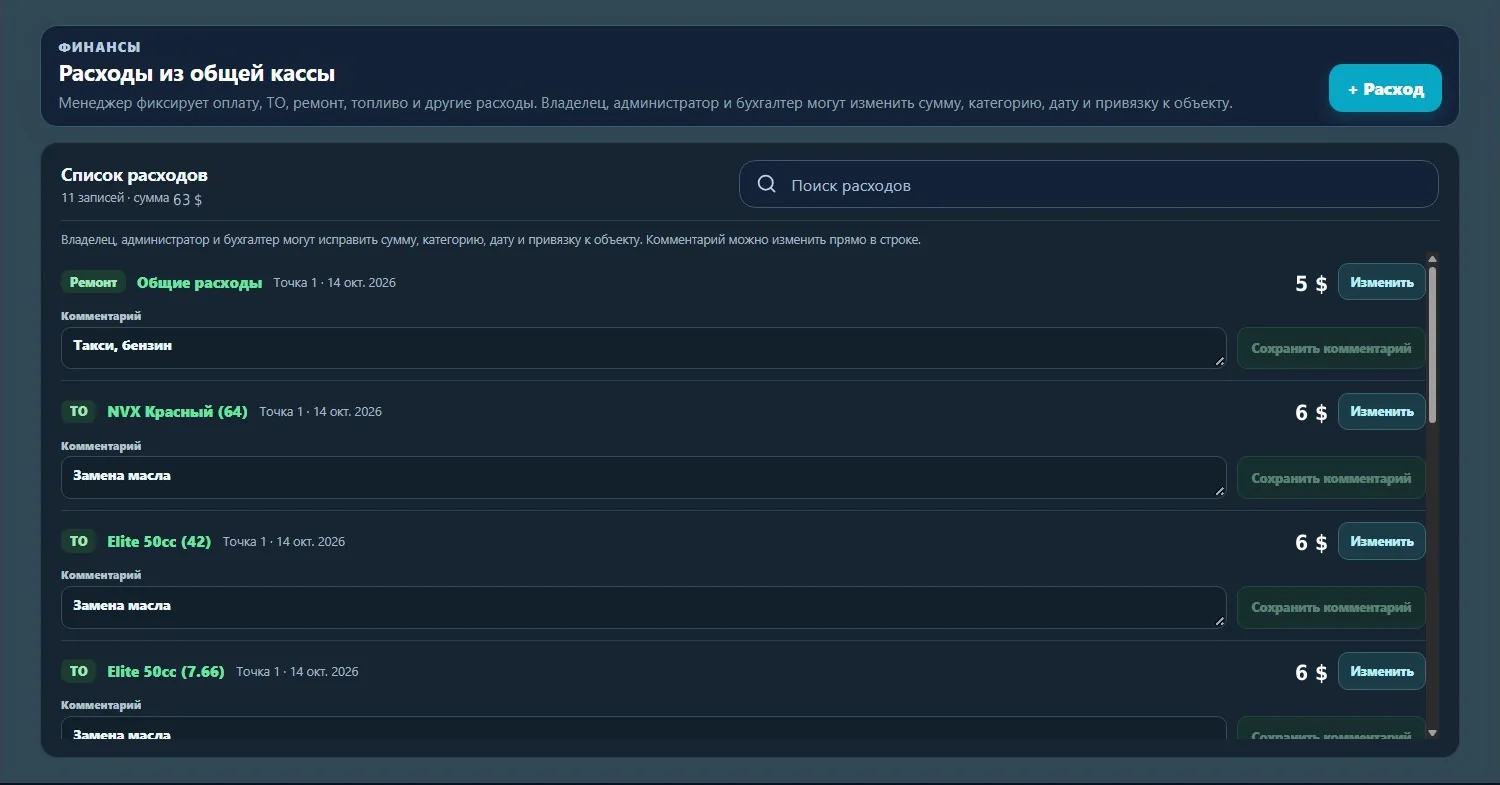 ФИНАНСЫ
Расходы из общей кассы
Менеджер фиксирует оплату, ТО, ремонт, топливо и другие расходы. Владелец, администратор и бухгалтер могут изменить сумму, категорию, дату и привязку к объекту.
+ Расход
Список расходов
11 записей · сумма 63 $
Поиск расходов
Владелец, администратор и бухгалтер могут исправить сумму, категорию, дату и привязку к объекту. Комментарий можно изменить прямо в строке.
Ремонт Общие расходы Точка 1 · 14 окт. 2026 5 $ Изменить
Комментарий
Такси, бензин Сохранить комментарий
ТО NVX Красный (64) Точка 1 · 14 окт. 2026 6 $ Изменить
Комментарий
Замена масла Сохранить комментарий
ТО Elite 50cc (42) Точка 1 · 14 окт. 2026 6 $ Изменить
Комментарий
Замена масла Сохранить комментарий
ТО Elite 50cc (7.66) Точка 1 · 14 окт. 2026 6 $ Изменить
Комментарий
Замена масла Сохранить комментарий